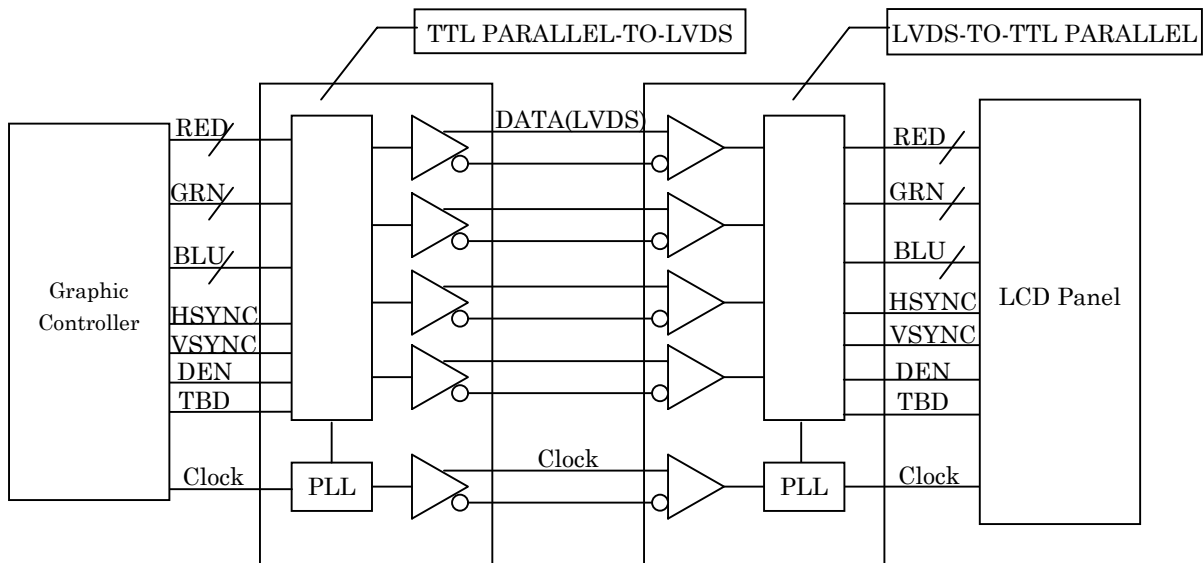 TTL PARALLEL-TO-LVDS
LVDS-TO-TTL PARALLEL
RED
DATA(LVDS)
RED
GRN
GRN
BLU
BLU
Graphic
Controller
LCD Panel
HSYNC
HSYNC
VSYNC
VSYNC
DEN
DEN
TBD
TBD
Clock
PLL
Clock
PLL
Clock